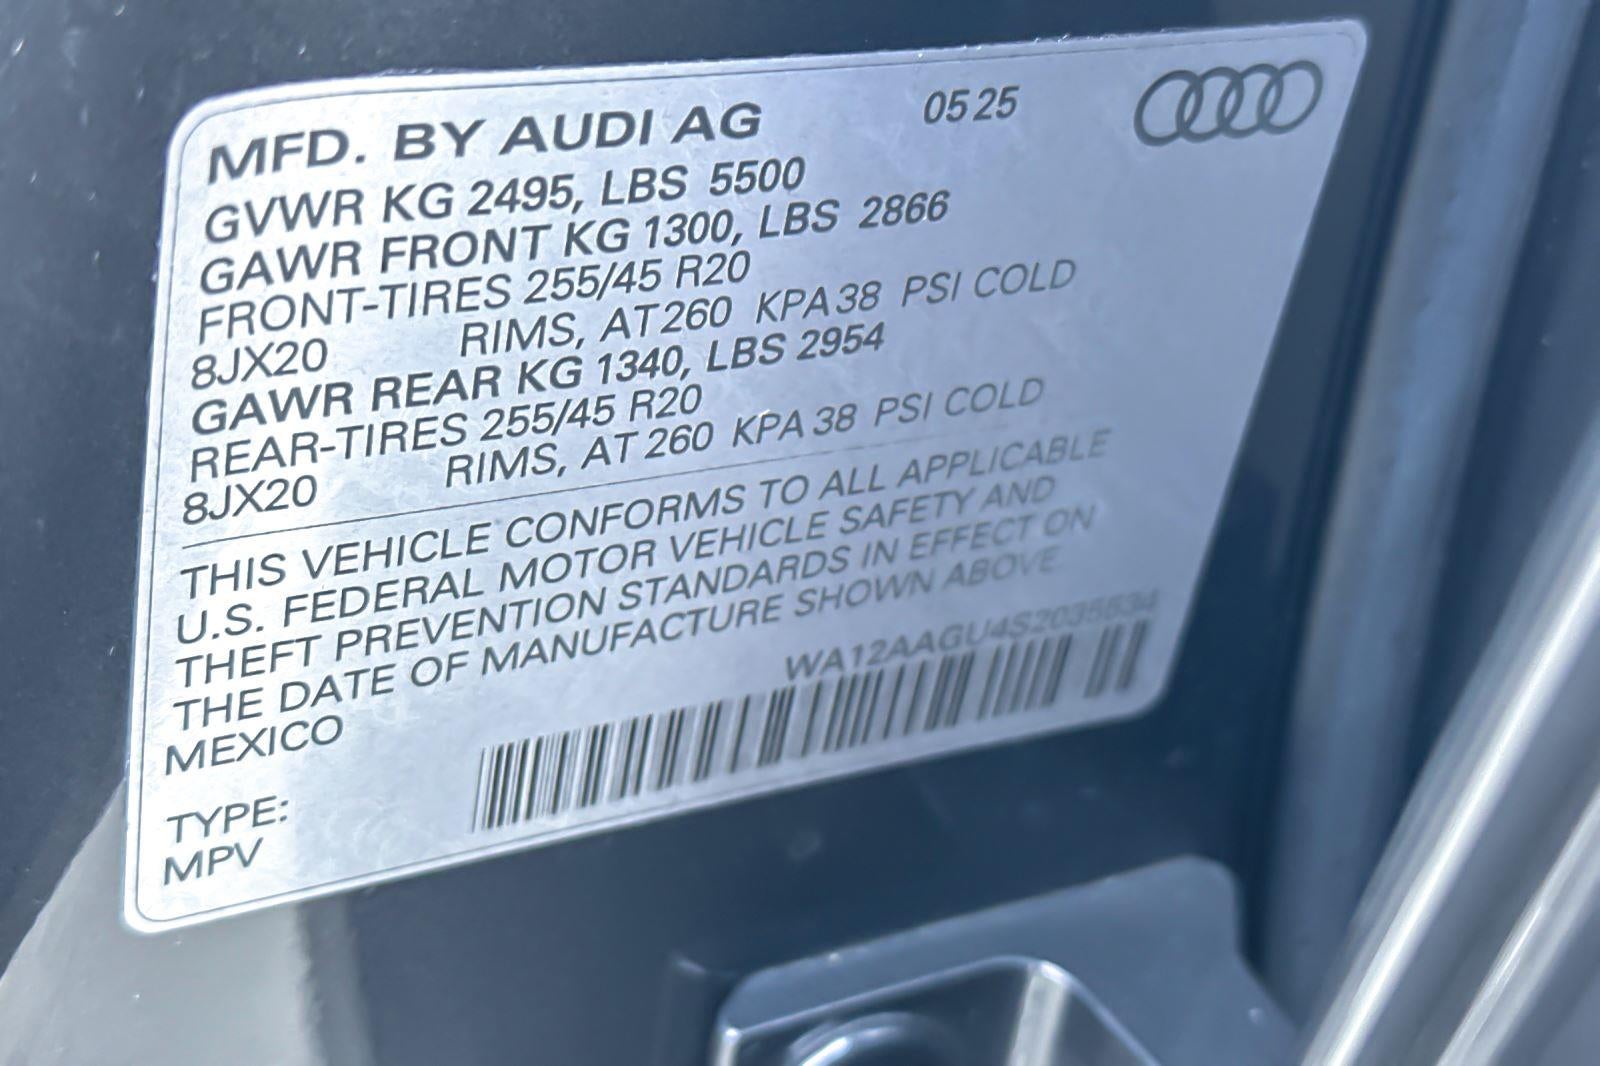 MFD. BY AUDI AG 05 25
GVWR KG 2495, LBS 5500
GAWR FRONT KG 1300, LBS 2866
FRONT-TIRES 255/45 R20
8JX20 RIMS, AT 260 KPA 38 PSI COLD
GAWR REAR KG 1340, LBS 2954
REAR-TIRES 255/45 R20
8JX20 RIMS, AT 260 KPA 38 PSI COLD
THIS VEHICLE CONFORMS TO ALL APPLICABLE
U.S. FEDERAL MOTOR VEHICLE SAFETY AND
THEFT PREVENTION STANDARDS IN EFFECT ON
THE DATE OF MANUFACTURE SHOWN ABOVE
MEXICO
WA12AAGU4S2035534
TYPE:
MPV